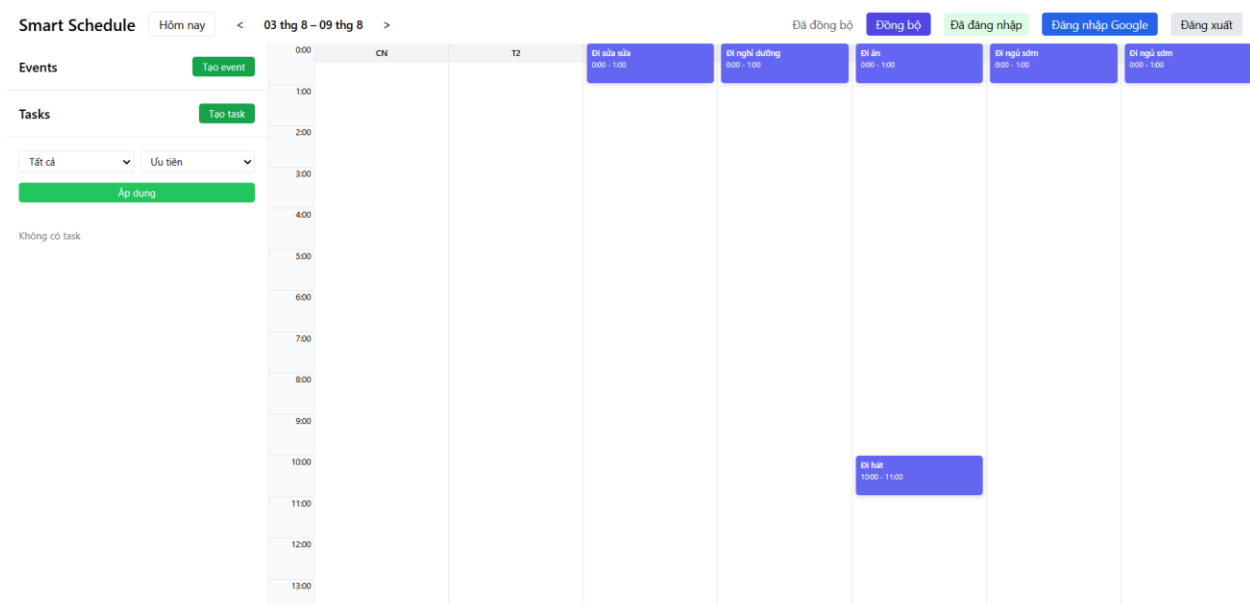 Smart Schedule
Hôm nay
<
03 thg 8 – 09 thg 8
>
Đã đồng bộ
Đồng bộ
Đã đăng nhập
Đăng nhập Google
Đăng xuất
Events
Tạo event
Tasks
Tạo task
Tất cả
Ưu tiên
Áp dụng
Không có task
CN
T2
0:00
1:00
2:00
3:00
4:00
5:00
6:00
7:00
8:00
9:00
10:00
11:00
12:00
13:00
Đi sửa sửa
0:00 - 1:00
Đi nghỉ dưỡng
0:00 - 1:00
Đi ăn
0:00 - 1:00
Đi ngủ sớm
0:00 - 1:00
Đi ngủ sớm
0:00 - 1:00
Đi hát
10:00 - 11:00